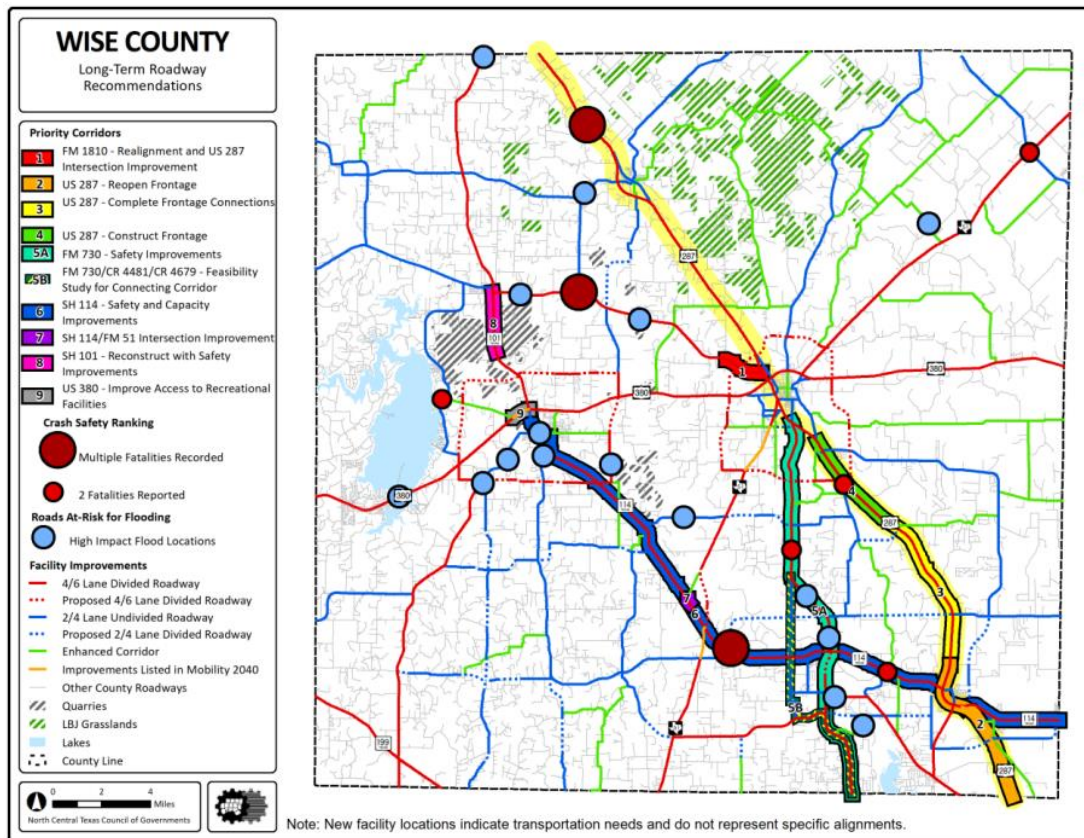 WISE COUNTY
Long-Term Roadway
Recommendations
Priority Corridors
1 FM 1810 - Realignment and US 287
Intersection Improvement
2 US 287 - Reopen Frontage
3 US 287 - Complete Frontage Connections
4 US 287 - Construct Frontage
5A FM 730 - Safety Improvements
5B FM 730/CR 4481/CR 4679 - Feasibility
Study for Connecting Corridor
6 SH 114 - Safety and Capacity
Improvements
7 SH 114/FM 51 Intersection Improvement
8 SH 101 - Reconstruct with Safety
Improvements
9 US 380 - Improve Access to Recreational
Facilities
Crash Safety Ranking
Multiple Fatalities Recorded
2 Fatalities Reported
Roads At-Risk for Flooding
High Impact Flood Locations
Facility Improvements
4/6 Lane Divided Roadway
Proposed 4/6 Lane Divided Roadway
2/4 Lane Undivided Roadway
Proposed 2/4 Lane Divided Roadway
Enhanced Corridor
Improvements Listed in Mobility 2040
Other County Roadways
Quarries
LBJ Grasslands
Lakes
County Line
0 2 4
Miles
North Central Texas Council of Governments
287
8
101
1
380
380
9
380
114
4
287
3
7
6
5A
114
5B
2
114
287
199
Note: New facility locations indicate transportation needs and do not represent specific alignments.